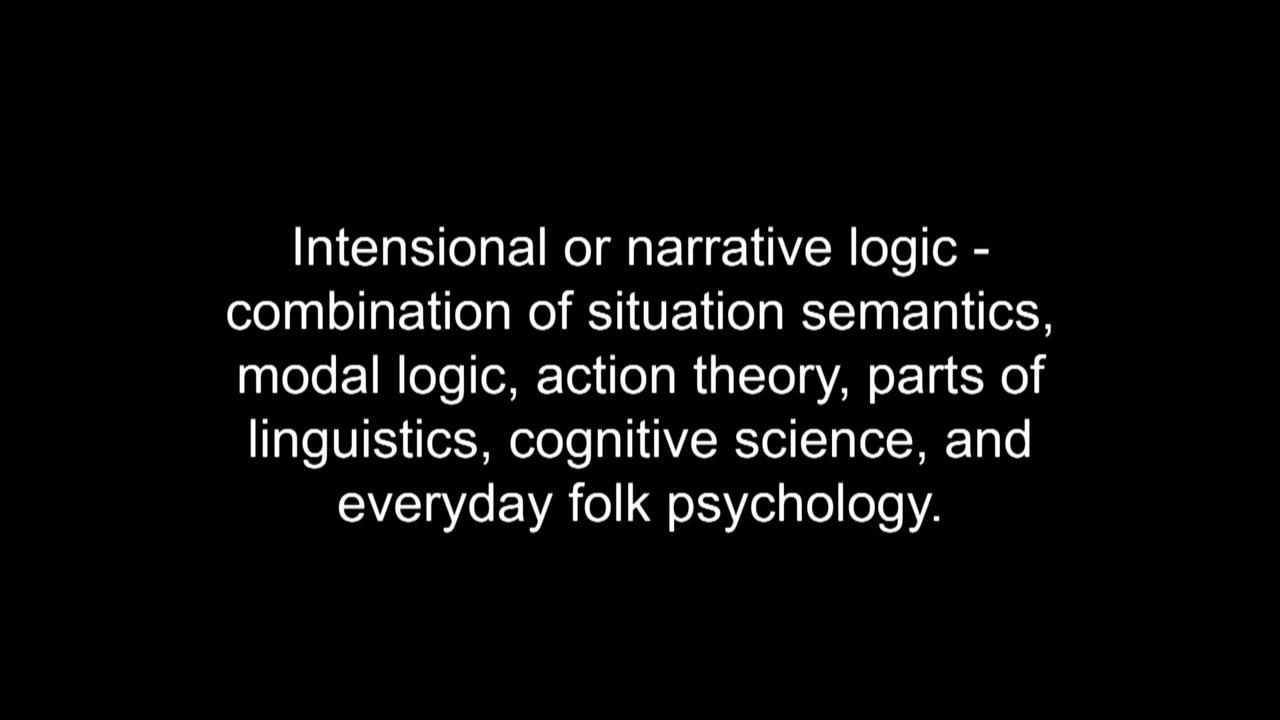 Intensional or narrative logic -
combination of situation semantics,
modal logic, action theory, parts of
linguistics, cognitive science, and
everyday folk psychology.